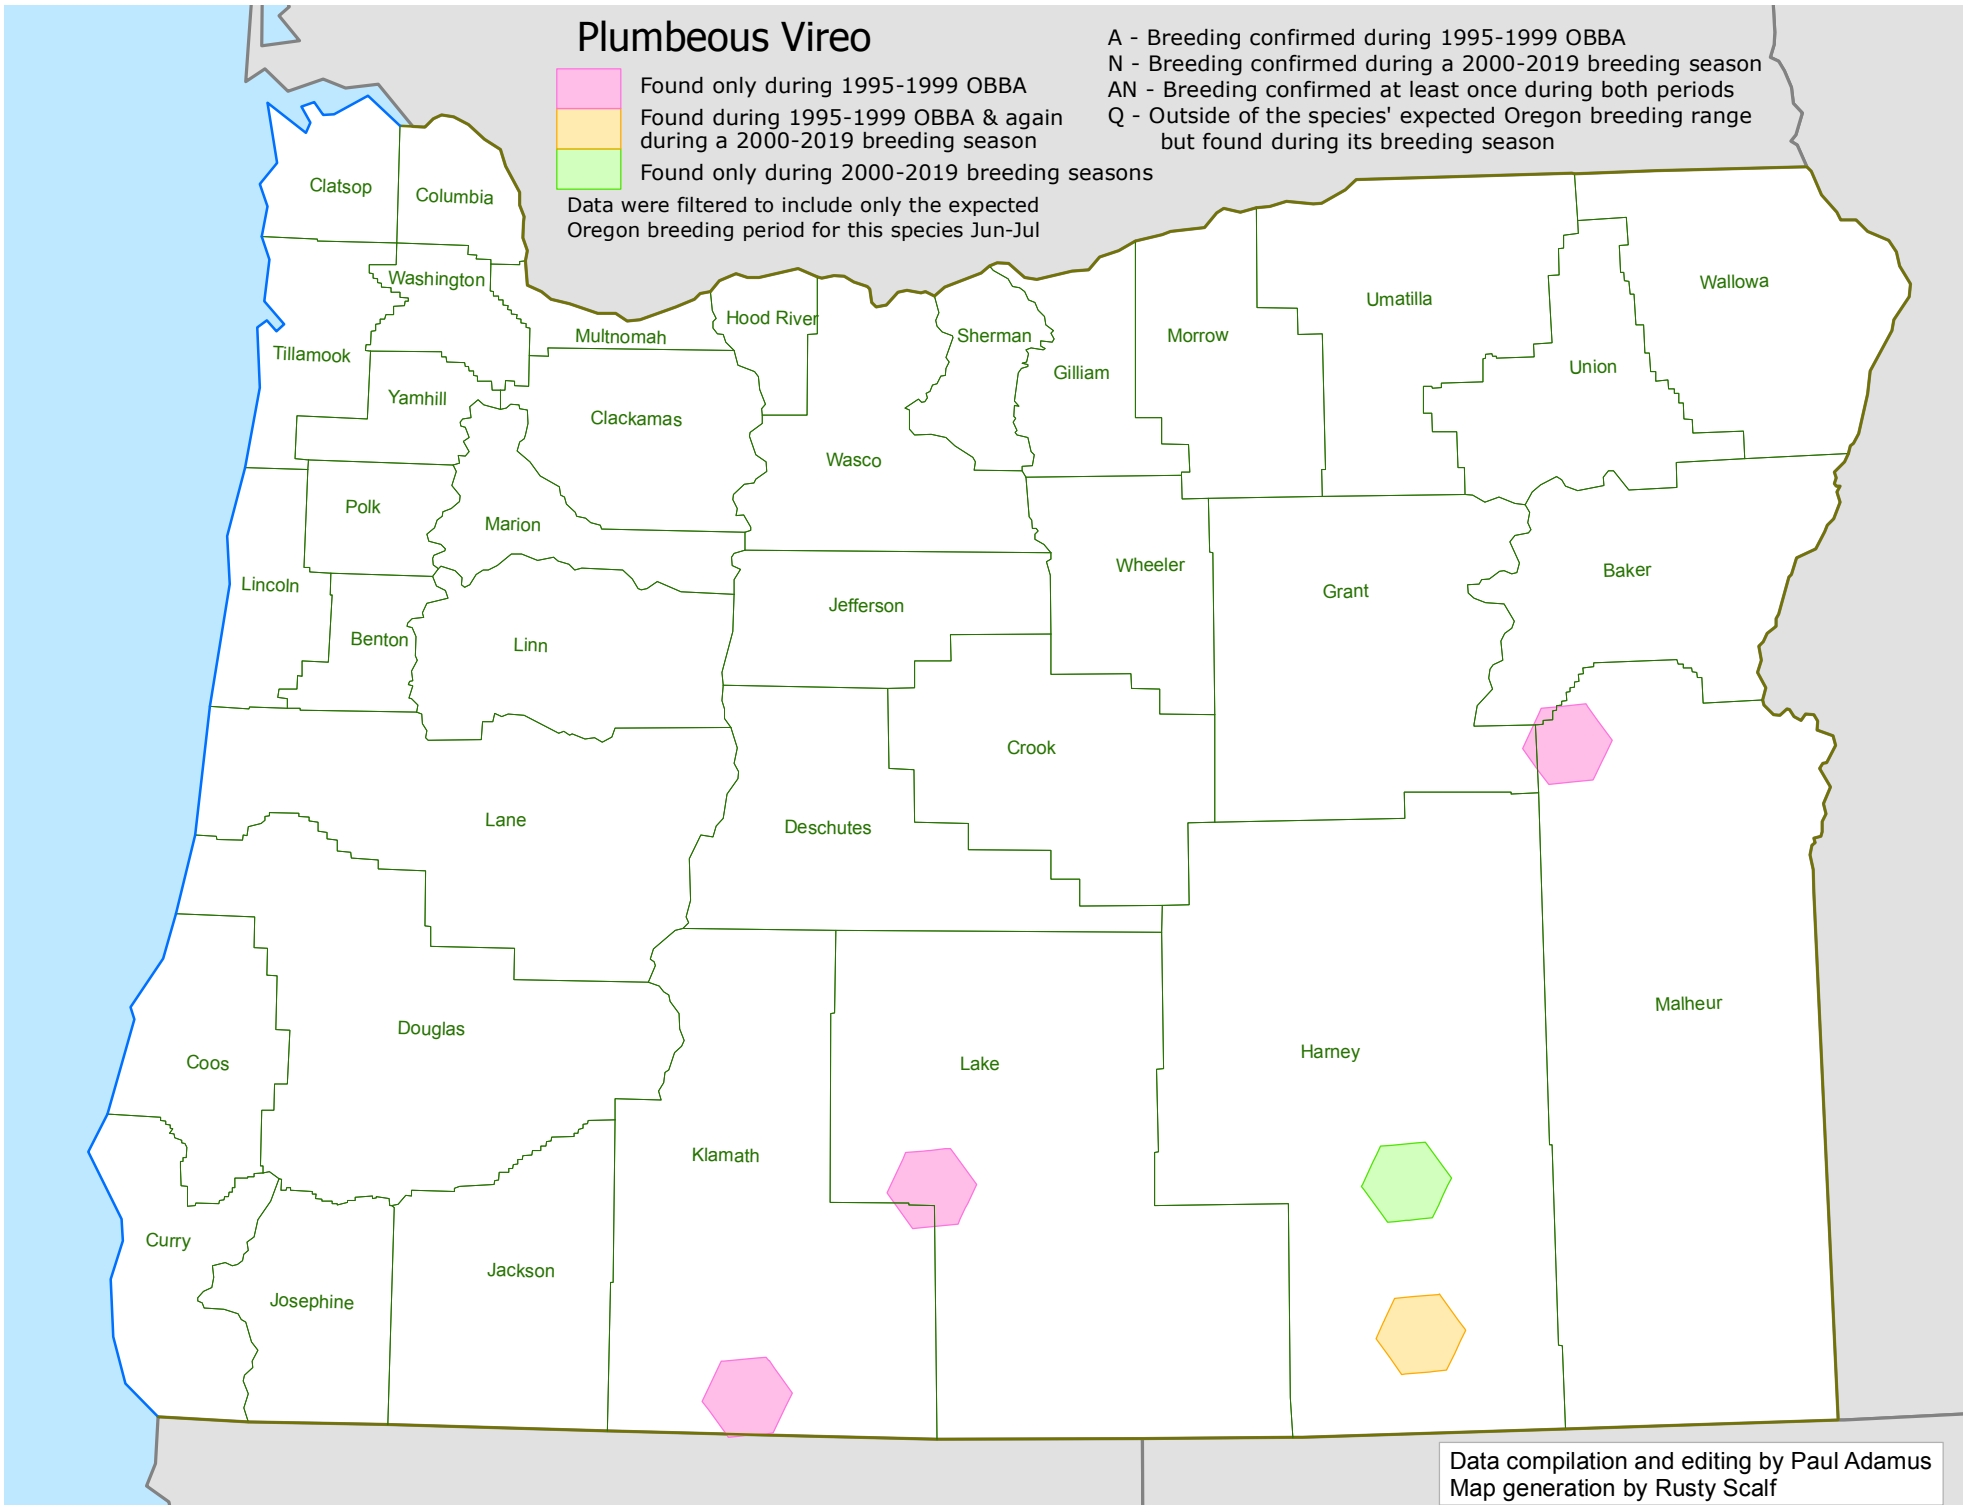 Plumbeous Vireo
Found only during 1995-1999 OBBA
Found during 1995-1999 OBBA & again
during a 2000-2019 breeding season
Found only during 2000-2019 breeding seasons
Data were filtered to include only the expected
Oregon breeding period for this species Jun-Jul
A - Breeding confirmed during 1995-1999 OBBA
N - Breeding confirmed during a 2000-2019 breeding season
AN - Breeding confirmed at least once during both periods
Q - Outside of the species' expected Oregon breeding range
but found during its breeding season
Clatsop
Columbia
Washington
Tillamook
Multnomah
Hood River
Sherman
Gilliam
Morrow
Umatilla
Union
Wallowa
Yamhill
Clackamas
Wasco
Polk
Marion
Wheeler
Grant
Baker
Lincoln
Benton
Linn
Jefferson
Crook
Lane
Deschutes
Douglas
Coos
Lake
Harney
Malheur
Klamath
Curry
Josephine
Jackson
Data compilation and editing by Paul Adamus
Map generation by Rusty Scalf